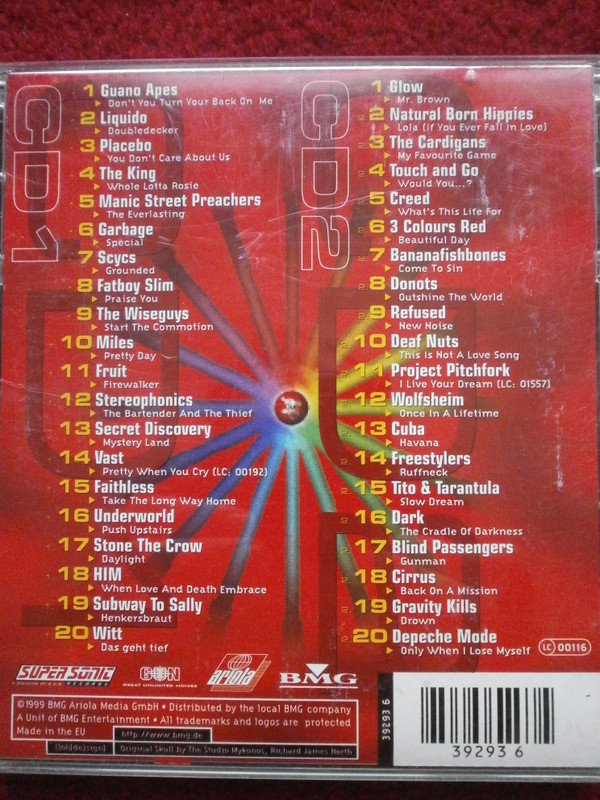 CD1
1 Guano Apes
Don't You Turn Your Back On Me
2 Liquido
Doubledecker
3 Placebo
You Don't Care About Us
4 The King
Whole Lotta Rosie
5 Manic Street Preachers
The Everlasting
6 Garbage
Special
7 Scycs
Grounded
8 Fatboy Slim
Praise You
9 The Wiseguys
Start The Commotion
10 Miles
Pretty Day
11 Fruit
Firewalker
12 Stereophonics
The Bartender And The Thief
13 Secret Discovery
Mystery Land
14 Vast
Pretty When You Cry (LC: 00192)
15 Faithless
Take The Long Way Home
16 Underworld
Push Upstairs
17 Stone The Crow
Daylight
18 HIM
When Love And Death Embrace
19 Subway To Sally
Henkersbraut
20 Witt
Das geht tief
CD2
1 Glow
Mr. Brown
2 Natural Born Hippies
Lola (If You Ever Fall in Love)
3 The Cardigans
My Favourite Game
4 Touch and Go
Would You...?
5 Creed
What's This Life For
6 3 Colours Red
Beautiful Day
7 Bananafishbones
Come To Sin
8 Donots
Outshine The World
9 Refused
New Noise
10 Deaf Nuts
This Is Not A Love Song
11 Project Pitchfork
I Live Your Dream (LC: 01557)
12 Wolfsheim
Once In A Lifetime
13 Cuba
Havana
14 Freestylers
Ruffneck
15 Tito & Tarantula
Slow Dream
16 Dark
The Cradle Of Darkness
17 Blind Passengers
Gunman
18 Cirrus
Back On A Mission
19 Gravity Kills
Drown
20 Depeche Mode
Only When I Lose Myself
LC 00116
SUPERSONIC
RECORDS
GUN
GREAT UNLIMITED NOISES
ARIOLA
BMG
©1999 BMG Ariola Media GmbH • Distributed by the local BMG company
A Unit of BMG Entertainment • All trademarks and logos are protected
Made in the EU
http://www.bmg.de
[loh[de]sign]
Original Skull by The Studio Mykonos, Richard James North
39293 6
39293 6